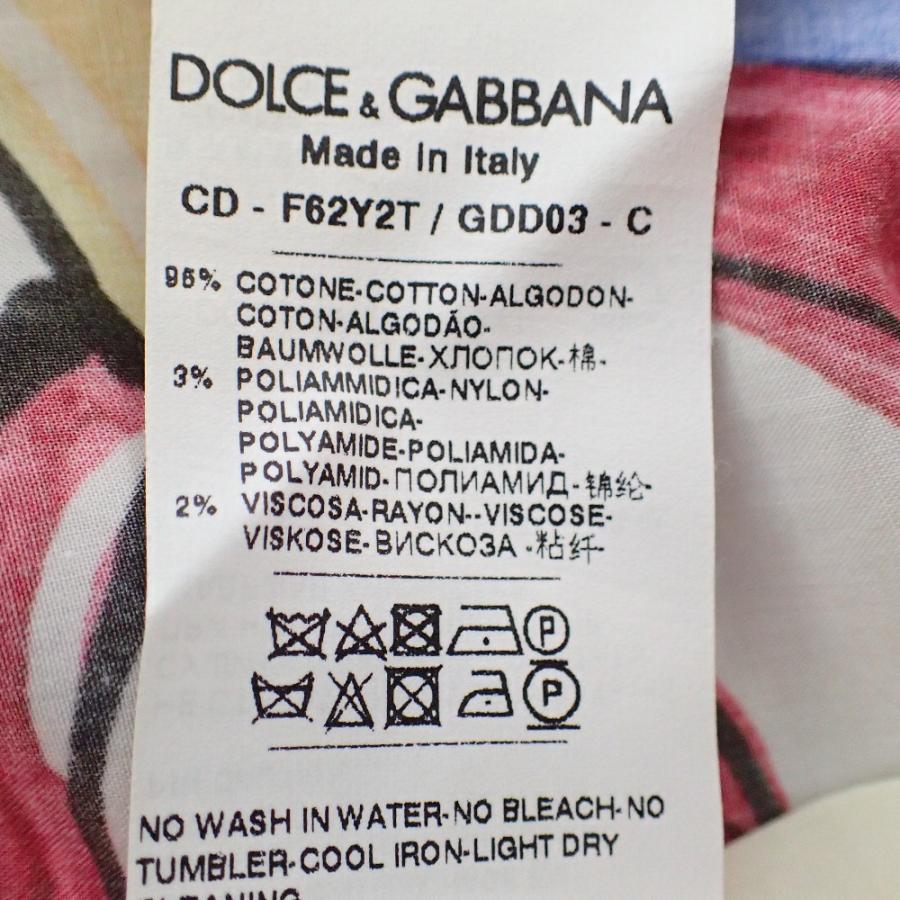 DOLCE & GABBANA
Made in Italy
CD - F62Y2T / GDD03 - C
95% COTONE-COTTON-ALGODON-
COTON-ALGODÃO-
BAUMWOLLE-ХЛОПОК-棉-
3% POLIAMMIDICA-NYLON-
POLIAMIDICA-
POLYAMIDE-POLIAMIDA-
POLYAMID-ПОЛИАМИД-锦纶-
2% VISCOSA-RAYON--VISCOSE-
VISKOSE-ВИСКОЗА -粘纤-
P
P
NO WASH IN WATER-NO BLEACH-NO
TUMBLER-COOL IRON-LIGHT DRY
CLEANING